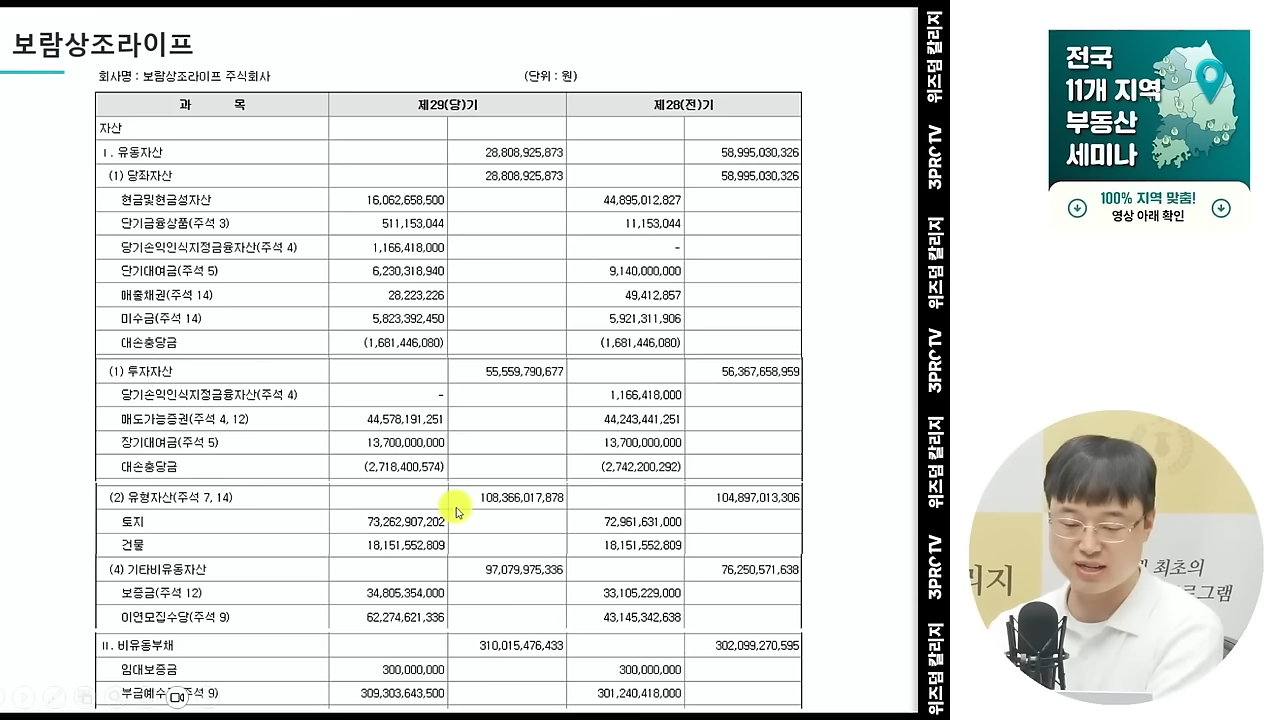 보람상조라이프
회사명 : 보람상조라이프 주식회사 (단위 : 원)
과 목 제29(당)기 제28(전)기
자산
Ⅰ. 유동자산 28,808,925,873 58,995,030,326
(1) 당좌자산 28,808,925,873 58,995,030,326
현금및현금성자산 16,062,658,500 44,895,012,827
단기금융상품(주석 3) 511,153,044 11,153,044
당기손익인식지정금융자산(주석 4) 1,166,418,000 -
단기대여금(주석 5) 6,230,318,940 9,140,000,000
매출채권(주석 14) 28,223,226 49,412,857
미수금(주석 14) 5,823,392,450 5,921,311,906
대손충당금 (1,681,446,080) (1,681,446,080)
(1) 투자자산 55,559,790,677 56,367,658,959
당기손익인식지정금융자산(주석 4) - 1,166,418,000
매도가능증권(주석 4, 12) 44,578,191,251 44,243,441,251
장기대여금(주석 5) 13,700,000,000 13,700,000,000
대손충당금 (2,718,400,574) (2,742,200,292)
(2) 유형자산(주석 7, 14) 108,366,017,878 104,897,013,306
토지 73,262,907,202 72,961,631,000
건물 18,151,552,809 18,151,552,809
(4) 기타비유동자산 97,079,975,336 76,250,571,638
보증금(주석 12) 34,805,354,000 33,105,229,000
이연모집수당(주석 9) 62,274,621,336 43,145,342,638
Ⅱ. 비유동부채 310,015,476,433 302,099,270,595
임대보증금 300,000,000 300,000,000
부금예수 주석 9) 309,303,643,500 301,240,418,000
위즈덤 칼리지
3PROTV
위즈덤 칼리지
3PROTV
위즈덤 칼리지
3PROTV
위즈덤 칼리지
전국
11개 지역
부동산
세미나
100% 지역 맞춤!
영상 아래 확인
리지
최초의
그램